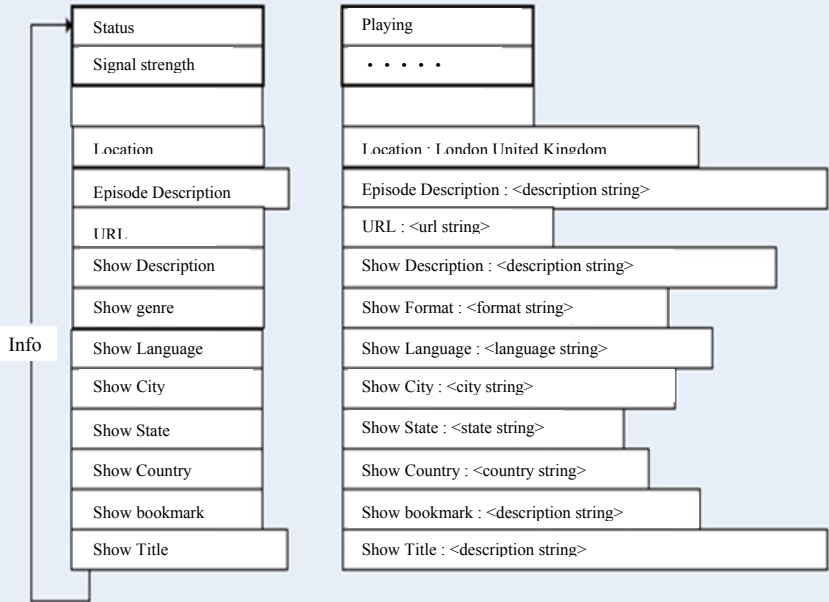 Status Playing
Signal strength • • • • •
Location Location : London United Kingdom
Episode Description Episode Description : <description string>
URL URL : <url string>
Show Description Show Description : <description string>
Show genre Show Format : <format string>
Info
Show Language Show Language : <language string>
Show City Show City : <city string>
Show State Show State : <state string>
Show Country Show Country : <country string>
Show bookmark Show bookmark : <description string>
Show Title Show Title : <description string>